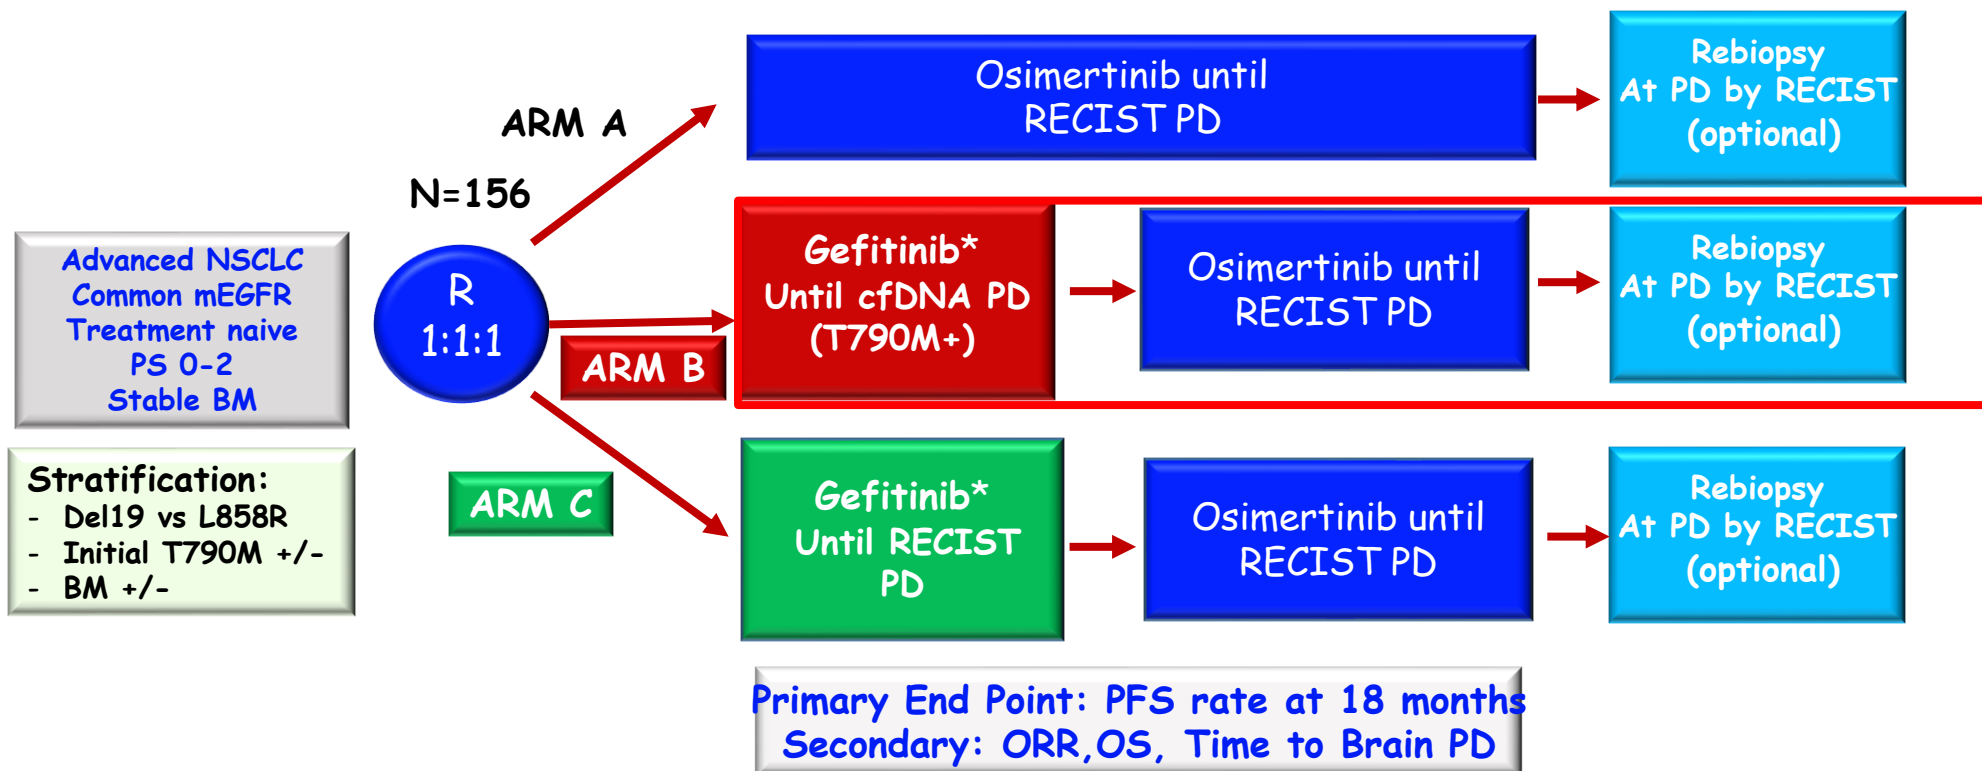 Advanced NSCLC
Common mEGFR
Treatment naive
PS 0-2
Stable BM
Stratification:
- Del19 vs L858R
- Initial T790M +/-
- BM +/-
N=156
R
1:1:1
ARM A
Osimertinib until
RECIST PD
Rebiopsy
At PD by RECIST
(optional)
ARM B
Gefitinib*
Until cfDNA PD
(T790M+)
Osimertinib until
RECIST PD
Rebiopsy
At PD by RECIST
(optional)
ARM C
Gefitinib*
Until RECIST
PD
Osimertinib until
RECIST PD
Rebiopsy
At PD by RECIST
(optional)
Primary End Point: PFS rate at 18 months
Secondary: ORR,OS, Time to Brain PD